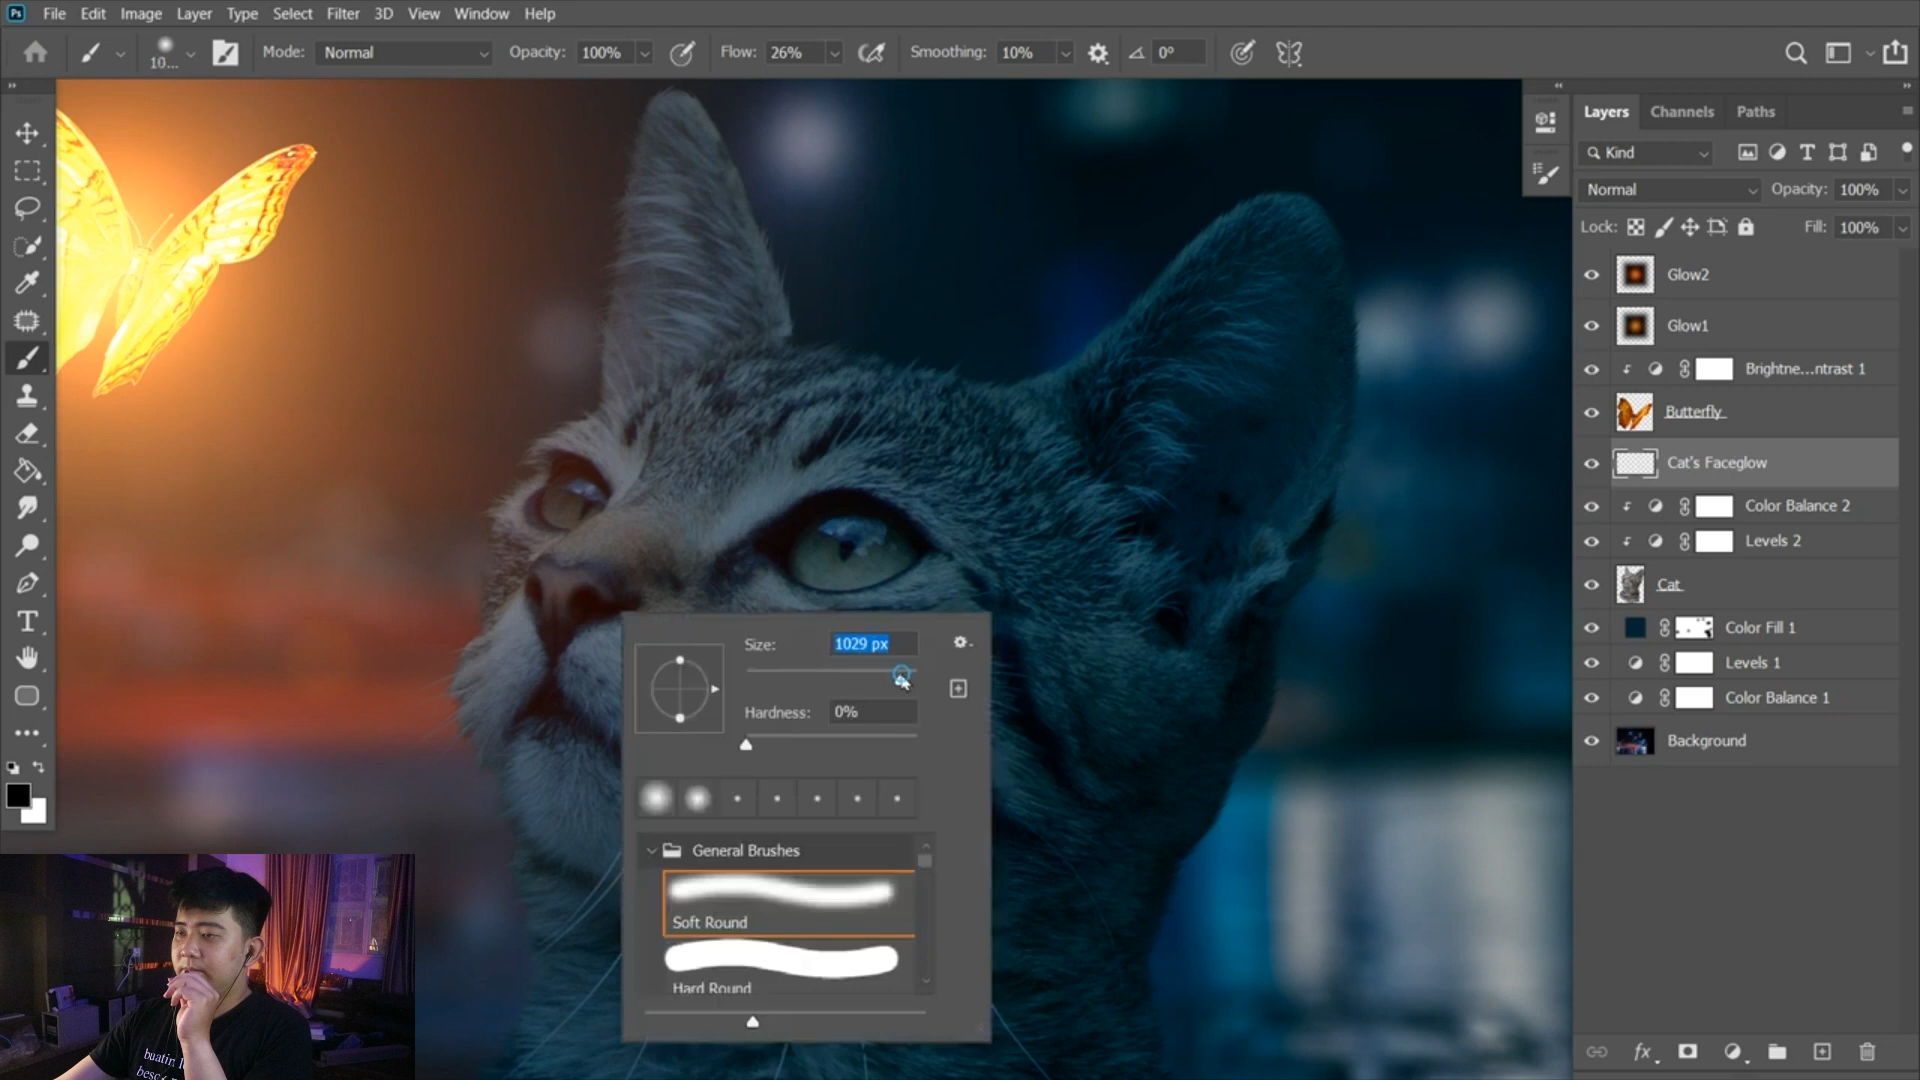 Ps File Edit Image Layer Type Select Filter 3D View Window Help
10... Mode: Normal Opacity: 100% Flow: 26% Smoothing: 10% 0°
Layers Channels Paths
Kind
Normal Opacity: 100%
Lock: Fill: 100%
Glow2
Glow1
Brightne...ntrast 1
Butterfly
Cat's Faceglow
Color Balance 2
Levels 2
Cat
Color Fill 1
Levels 1
Color Balance 1
Background
Size: 1029 px
Hardness: 0%
General Brushes
Soft Round
Hard Round
T
fx